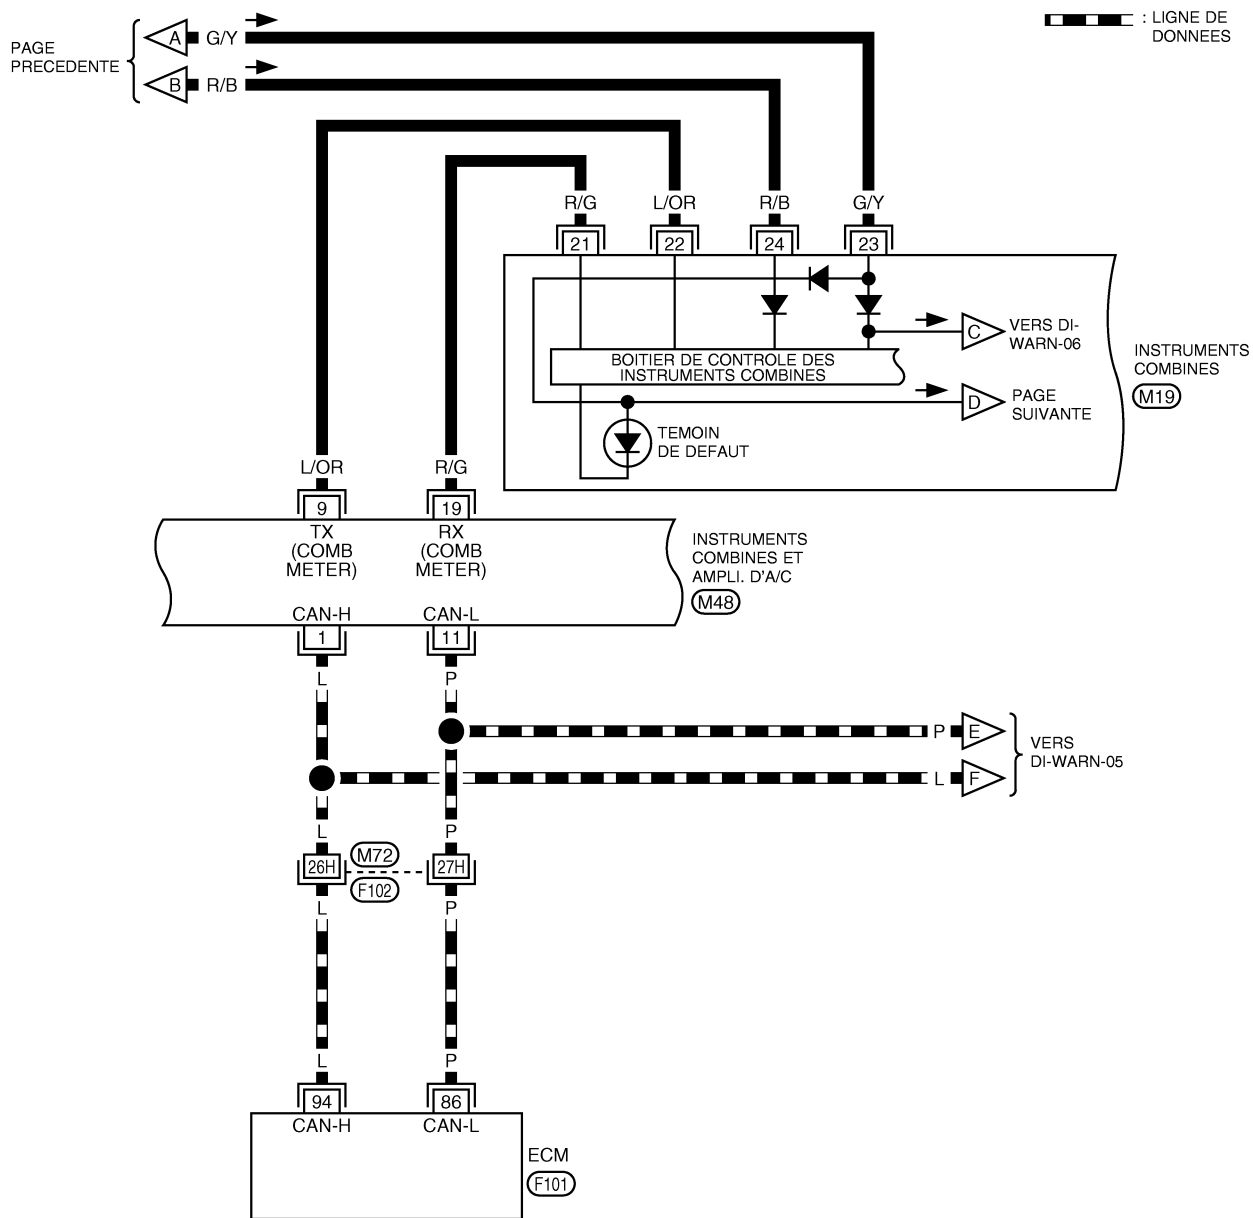 PAGE
PRECEDENTE
A G/Y
B R/B
: LIGNE DE
DONNEES
R/G L/OR R/B G/Y
21 22 24 23
C VERS DI-
WARN-06
BOITIER DE CONTROLE DES
INSTRUMENTS COMBINES
INSTRUMENTS
COMBINES
M19
D PAGE
SUIVANTE
TEMOIN
DE DEFAUT
L/OR R/G
9 19
TX RX
(COMB (COMB
METER) METER)
INSTRUMENTS
COMBINES ET
AMPLI. D'A/C
M48
CAN-H CAN-L
1 11
L P
P E
L F
VERS
DI-WARN-05
L P
26H M72 27H
F102
L P
L P
94 86
CAN-H CAN-L
ECM
F101